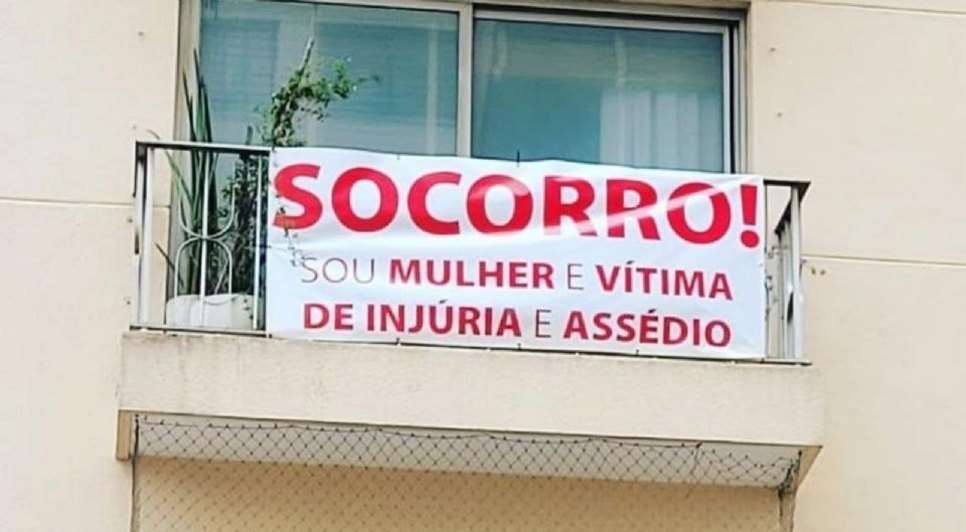 SOCORRO!
SOU MULHER E VÍTIMA
DE INJÚRIA E ASSÉDIO